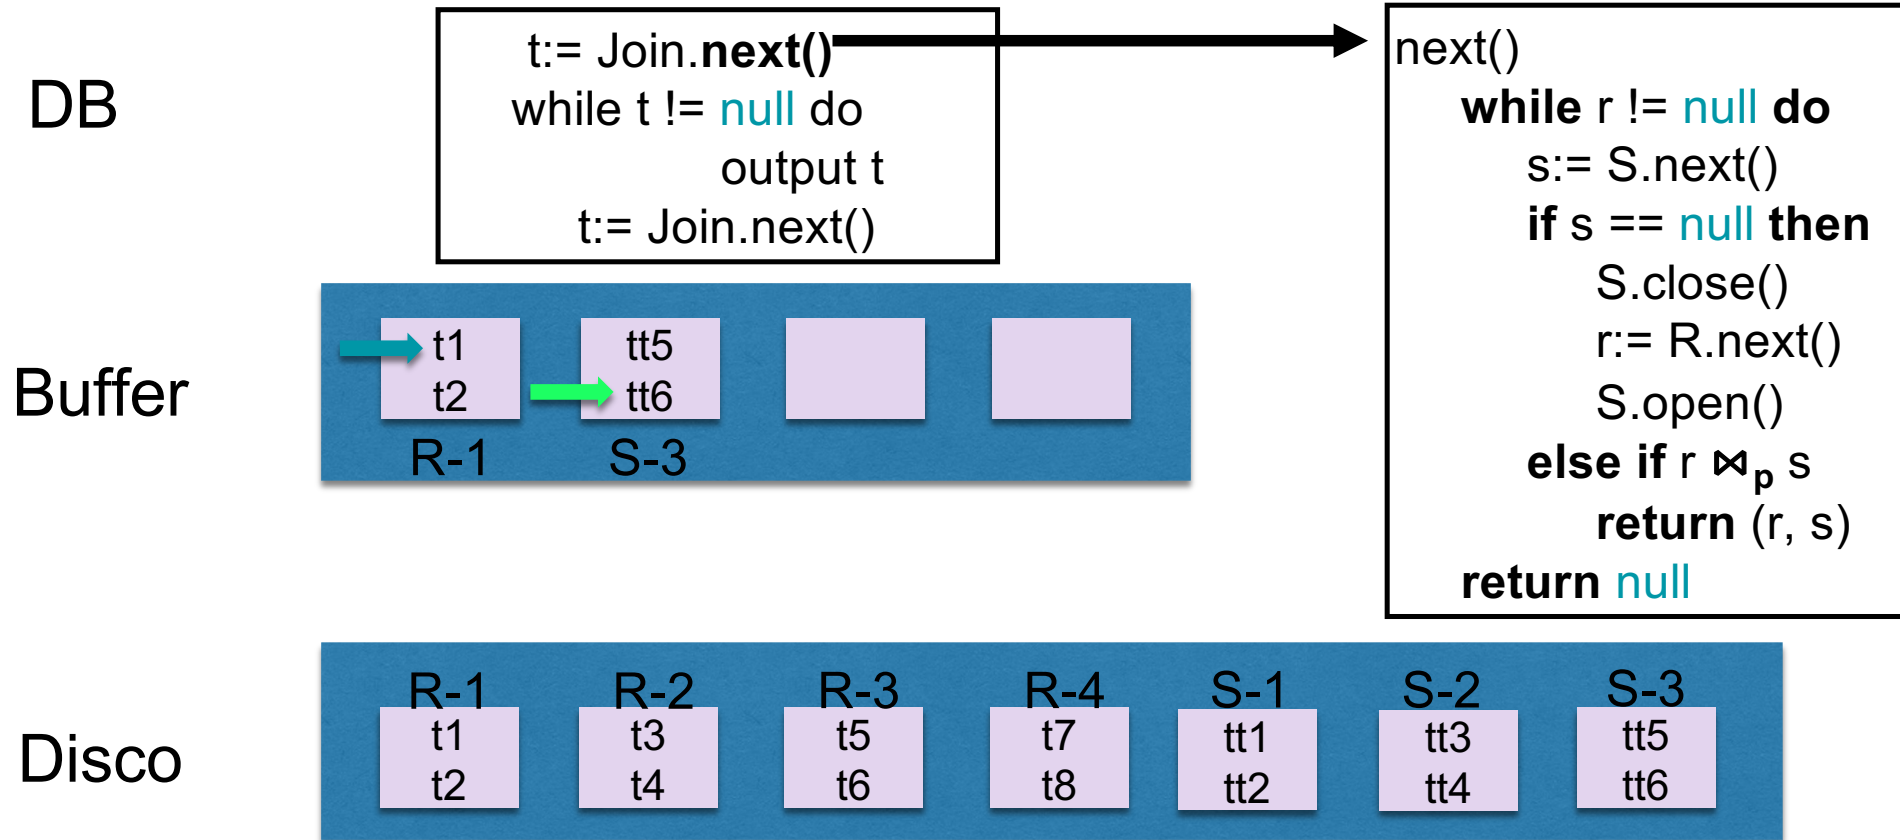 DB
t:= Join.next()
while t != null do
output t
t:= Join.next()
next()
while r != null do
s:= S.next()
if s == null then
S.close()
r:= R.next()
S.open()
else if r ⋈p s
return (r, s)
return null
Buffer
t1
t2
R-1
tt5
tt6
S-3
Disco
R-1
t1
t2
R-2
t3
t4
R-3
t5
t6
R-4
t7
t8
S-1
tt1
tt2
S-2
tt3
tt4
S-3
tt5
tt6